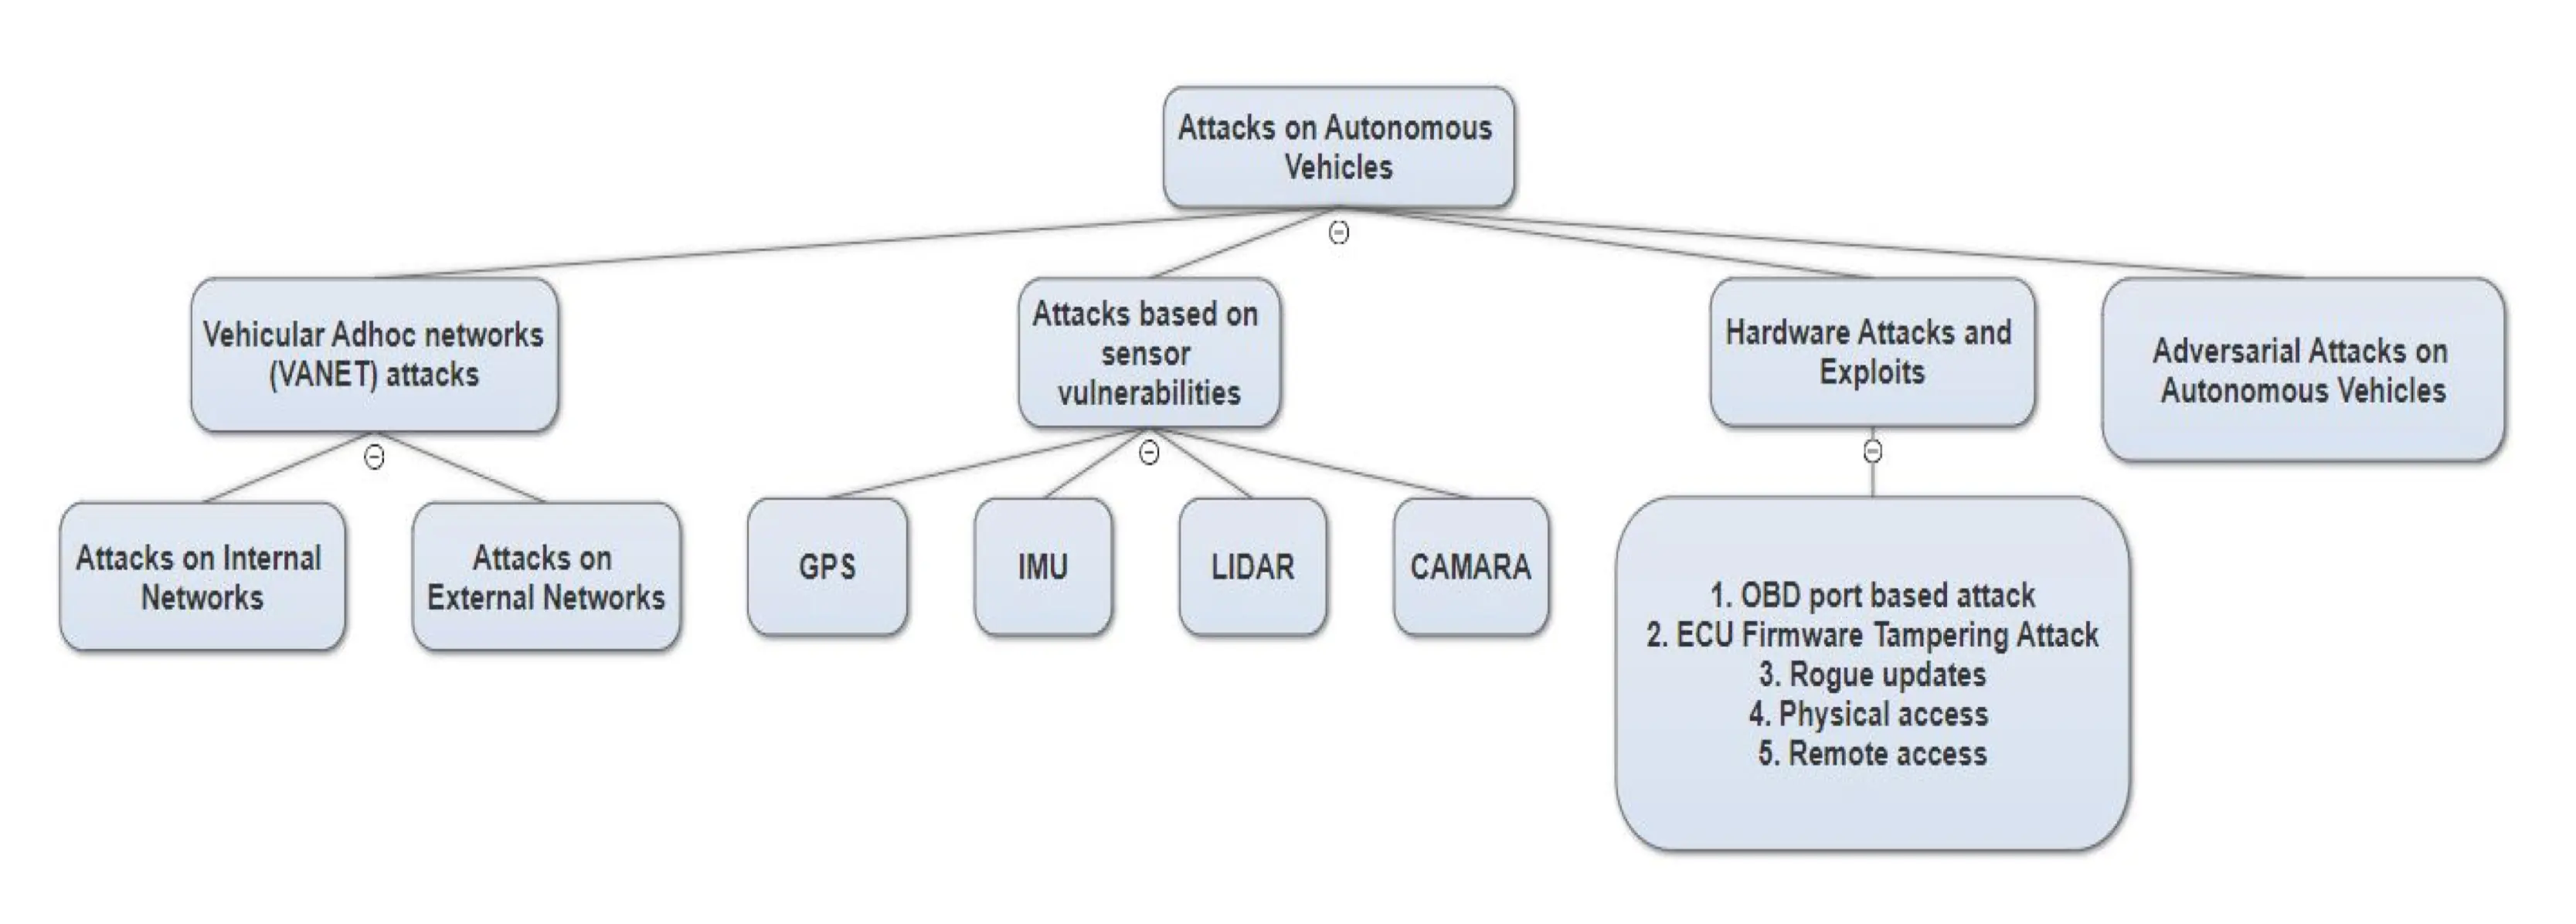 Attacks on Autonomous
Vehicles
Vehicular Adhoc networks
(VANET) attacks
Attacks based on
sensor
vulnerabilities
Hardware Attacks and
Exploits
Adversarial Attacks on
Autonomous Vehicles
Attacks on Internal
Networks
Attacks on
External Networks
GPS
IMU
LIDAR
CAMARA
1. OBD port based attack
2. ECU Firmware Tampering Attack
3. Rogue updates
4. Physical access
5. Remote access